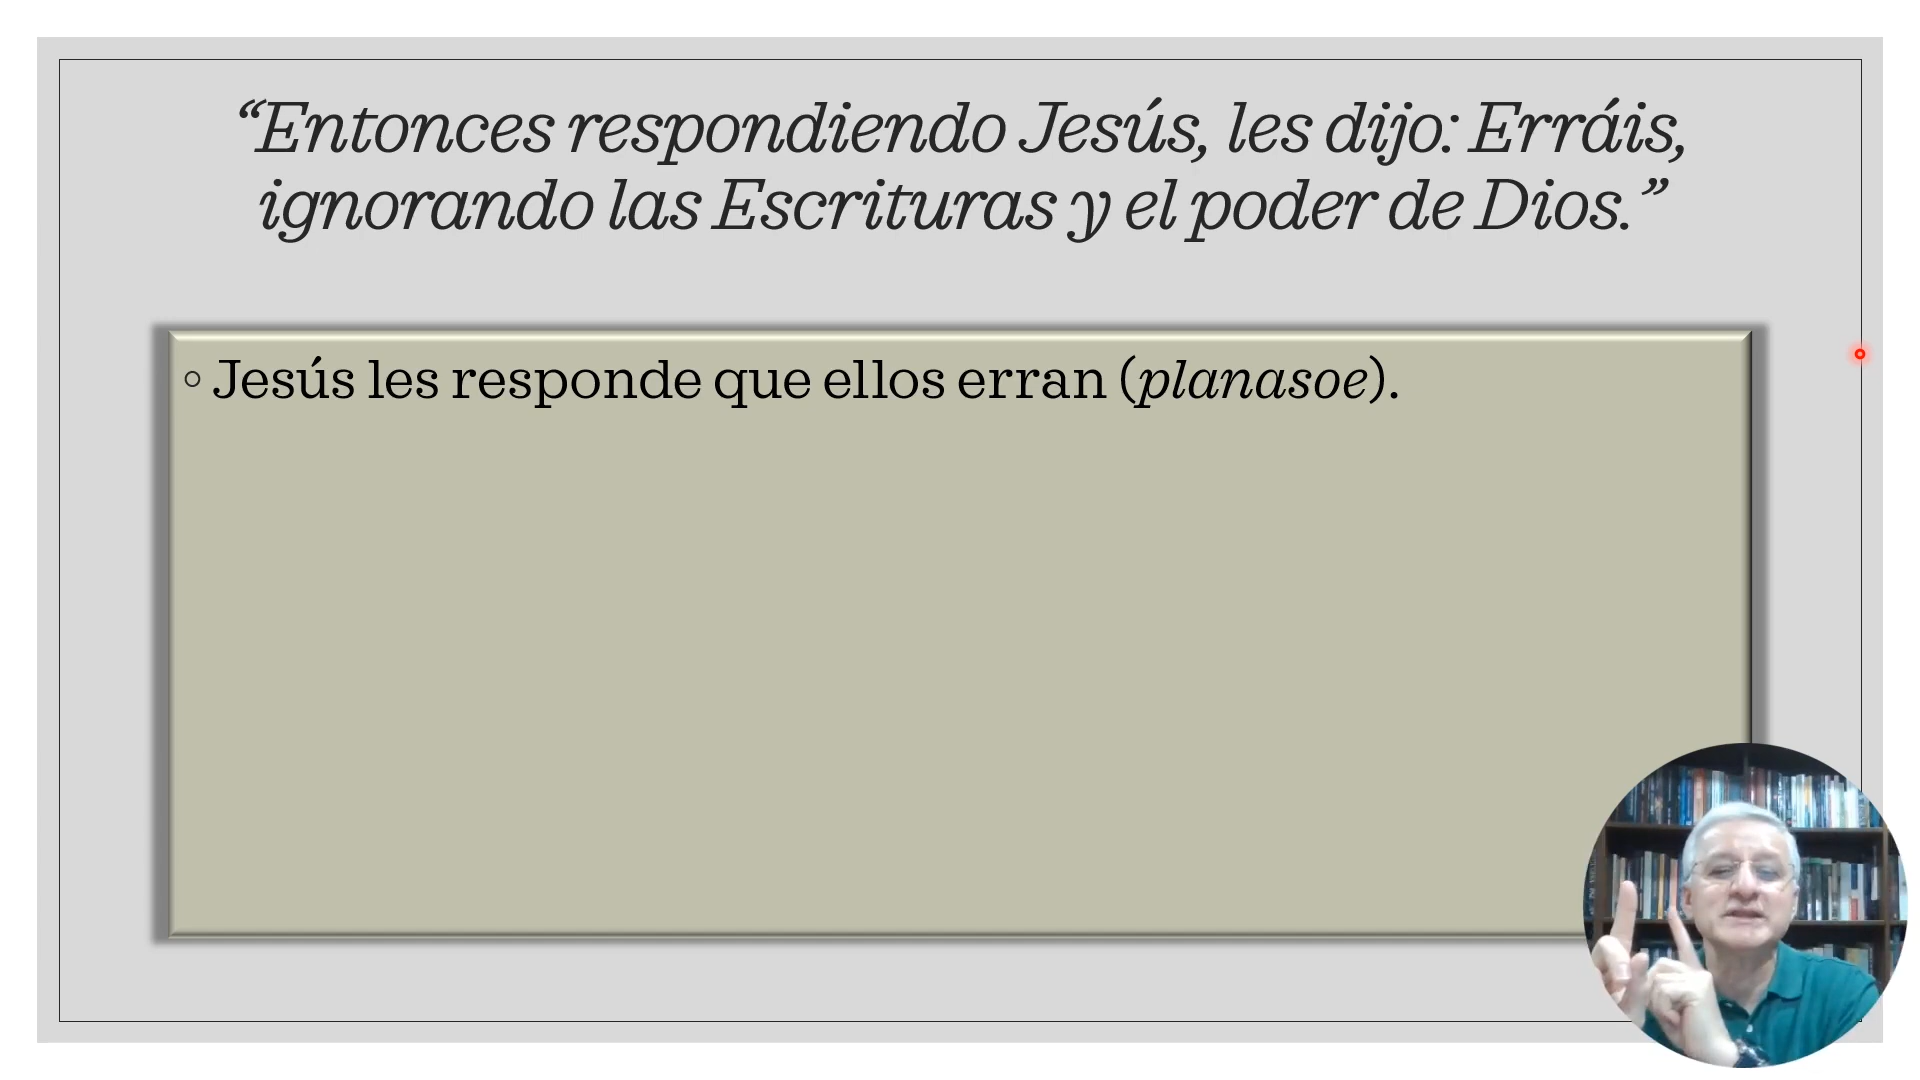 “Entonces respondiendo Jesús, les dijo: Erráis,
ignorando las Escrituras y el poder de Dios.”
◦ Jesús les responde que ellos erran (planasoe).